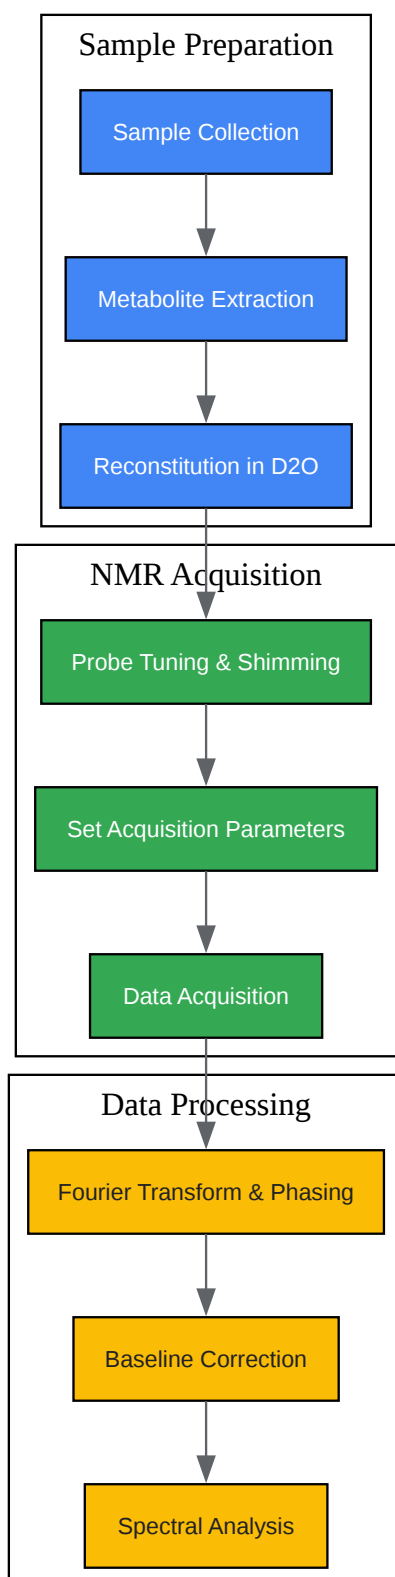 Sample Preparation
Sample Collection
Metabolite Extraction
Reconstitution in D2O
NMR Acquisition
Probe Tuning & Shimming
Set Acquisition Parameters
Data Acquisition
Data Processing
Fourier Transform & Phasing
Baseline Correction
Spectral Analysis